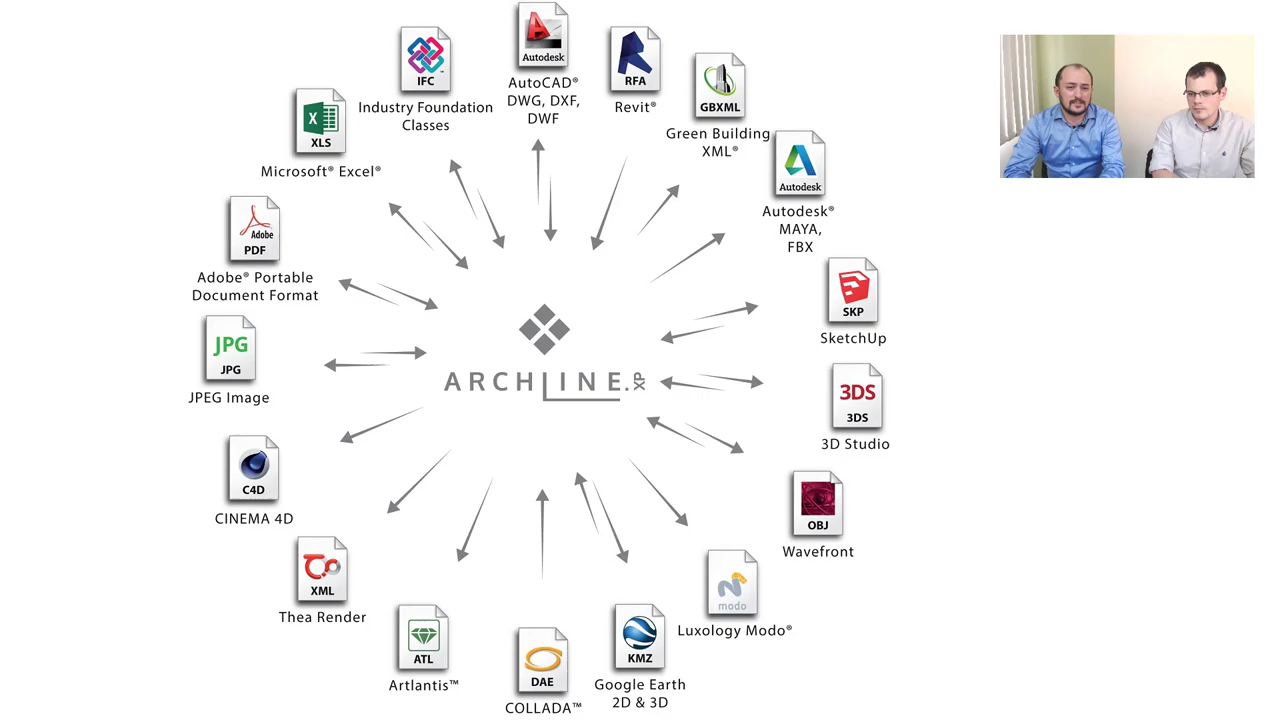 Autodesk
AutoCAD®
DWG, DXF,
DWF
IFC
Industry Foundation
Classes
RFA
Revit®
GBXML
Green Building
XML®
X
XLS
Microsoft® Excel®
Autodesk
Autodesk®
MAYA,
FBX
Adobe
PDF
Adobe® Portable
Document Format
SKP
SketchUp
JPG
JPG
JPEG Image
ARCHLINE.XP
3DS
3DS
3D Studio
C4D
CINEMA 4D
OBJ
Wavefront
XML
Thea Render
modo
Luxology Modo®
ATL
Artlantis™
DAE
COLLADA™
KMZ
Google Earth
2D & 3D